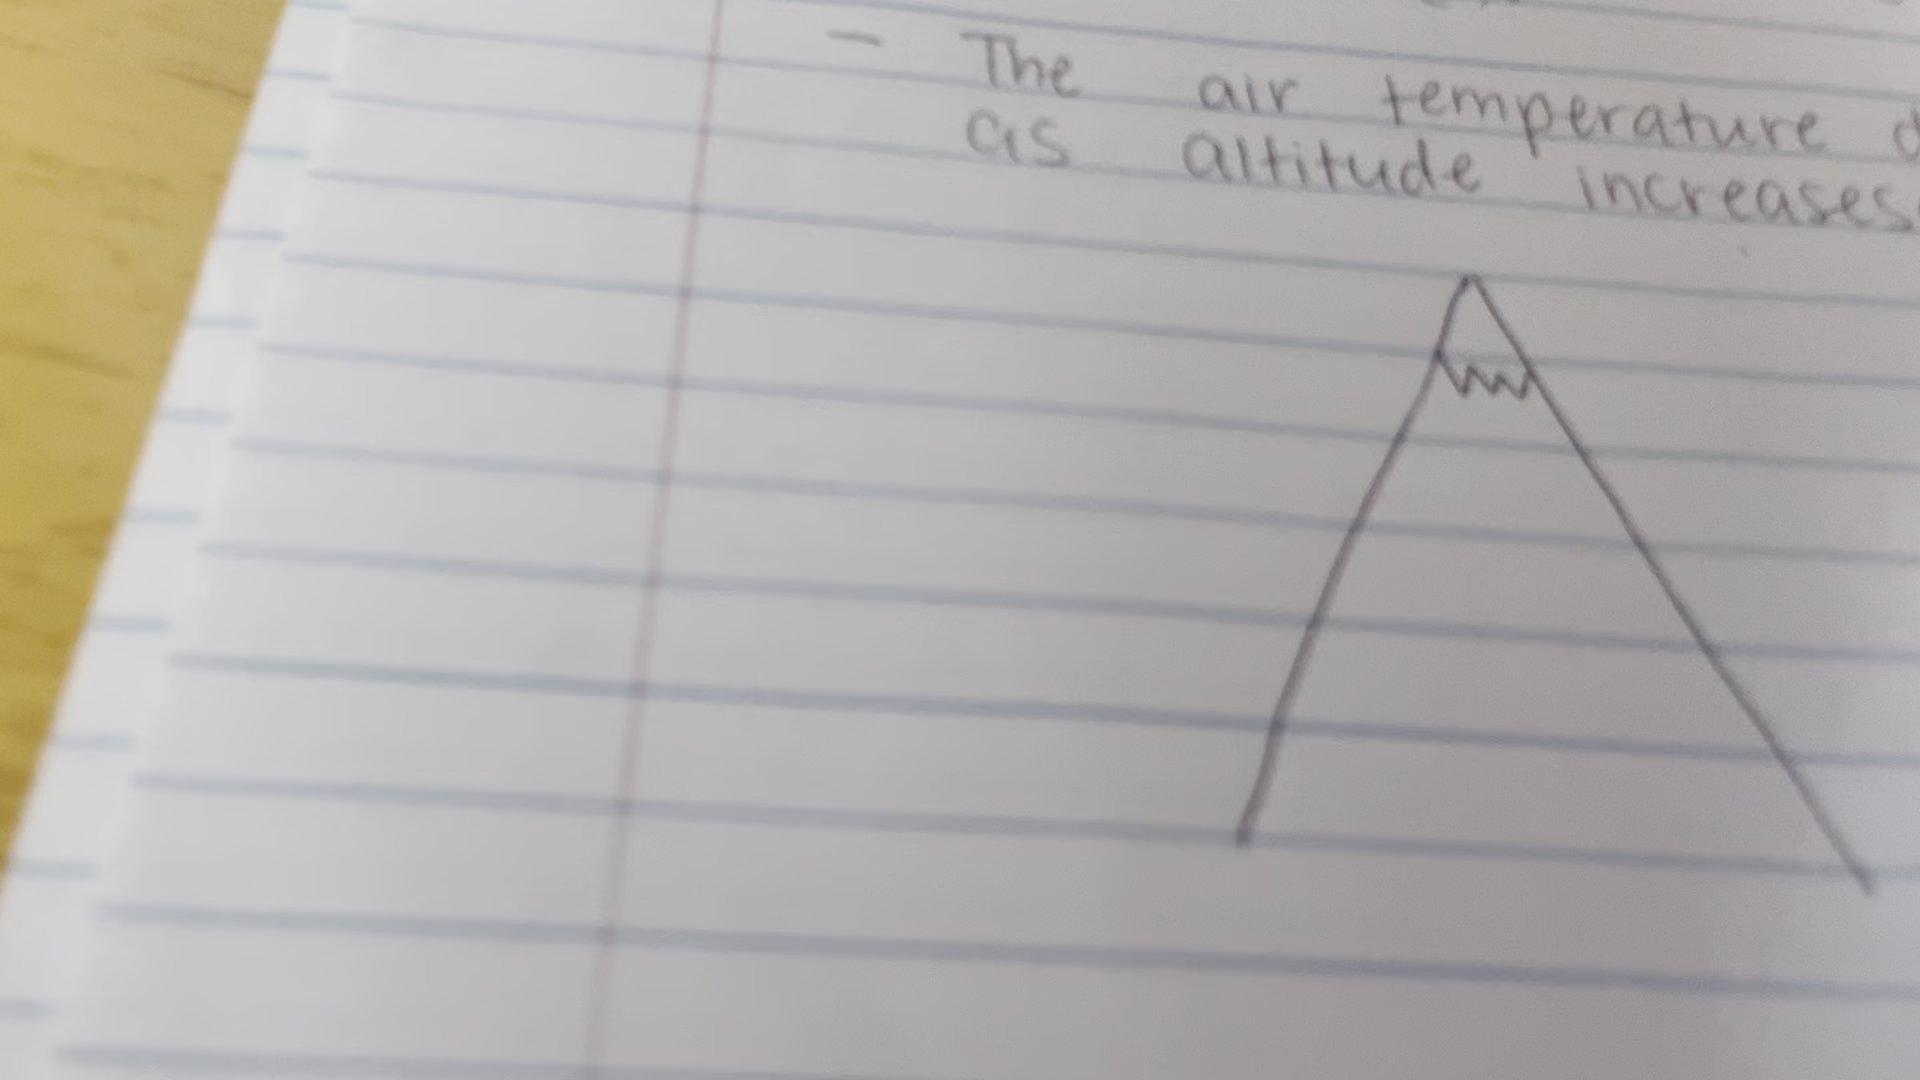 - The air temperature
as altitude increases